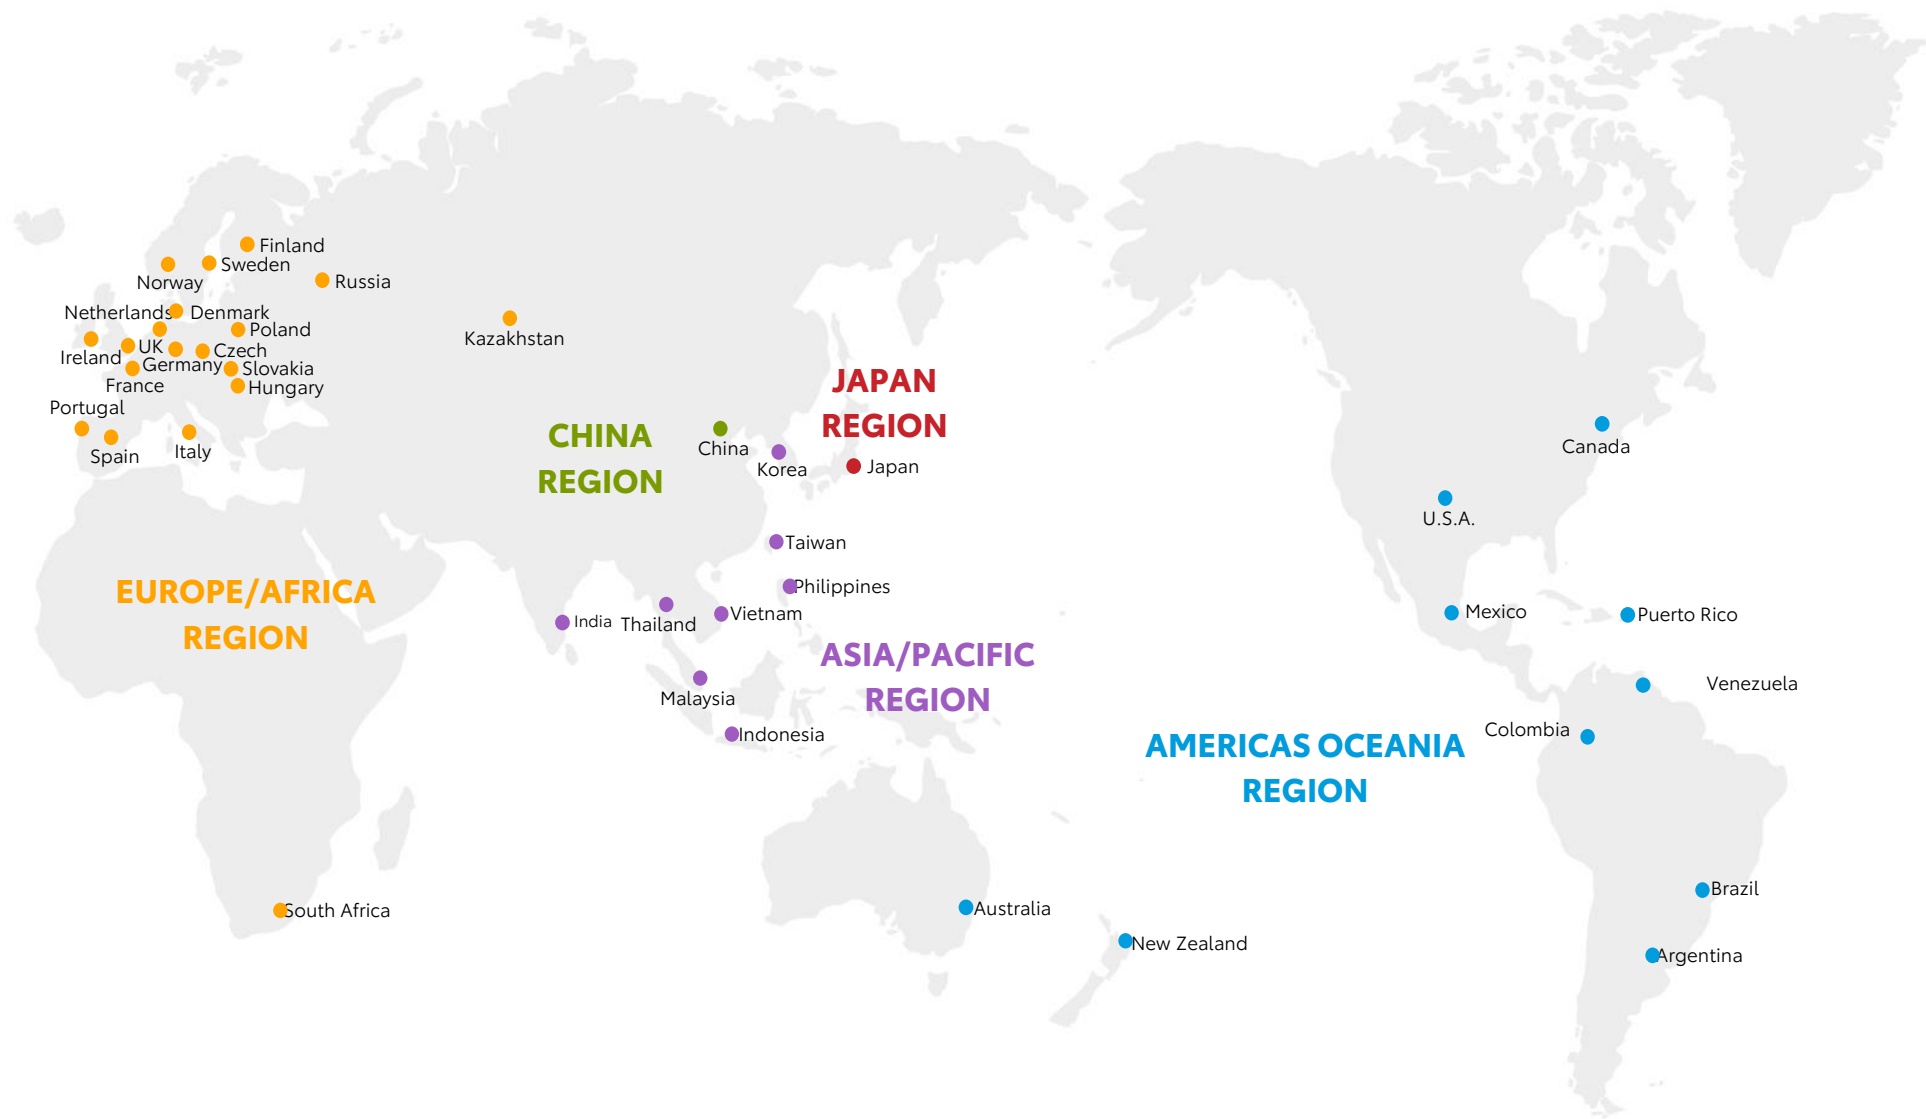 Finland
Sweden
Norway
Russia
Netherlands
Denmark
Poland
UK
Ireland
Czech
Germany
Slovakia
France
Hungary
Portugal
Italy
Spain
Kazakhstan
JAPAN
REGION
CHINA
REGION
China
Korea
Japan
Canada
U.S.A.
Taiwan
Philippines
EUROPE/AFRICA
REGION
India
Thailand
Vietnam
Mexico
Puerto Rico
ASIA/PACIFIC
REGION
Malaysia
Indonesia
Venezuela
Colombia
AMERICAS OCEANIA
REGION
South Africa
Australia
New Zealand
Brazil
Argentina